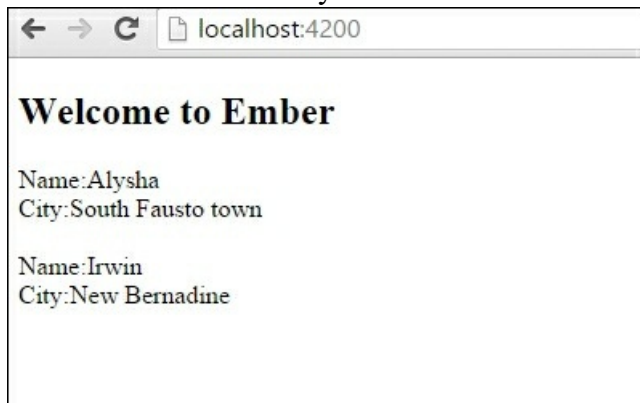 localhost:4200
Welcome to Ember
Name:Alysha
City:South Fausto town
Name:Irwin
City:New Bernadine